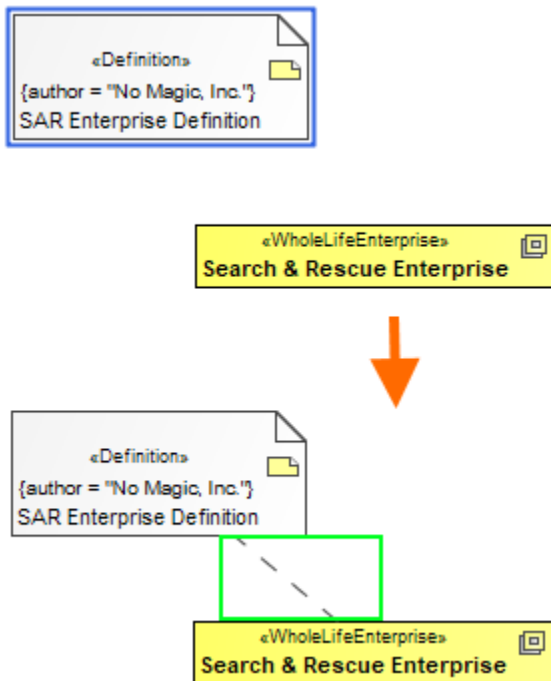 «Definition»
{author = "No Magic, Inc."}
SAR Enterprise Definition
«WholeLifeEnterprise»
Search & Rescue Enterprise
«Definition»
{author = "No Magic, Inc."}
SAR Enterprise Definition
«WholeLifeEnterprise»
Search & Rescue Enterprise